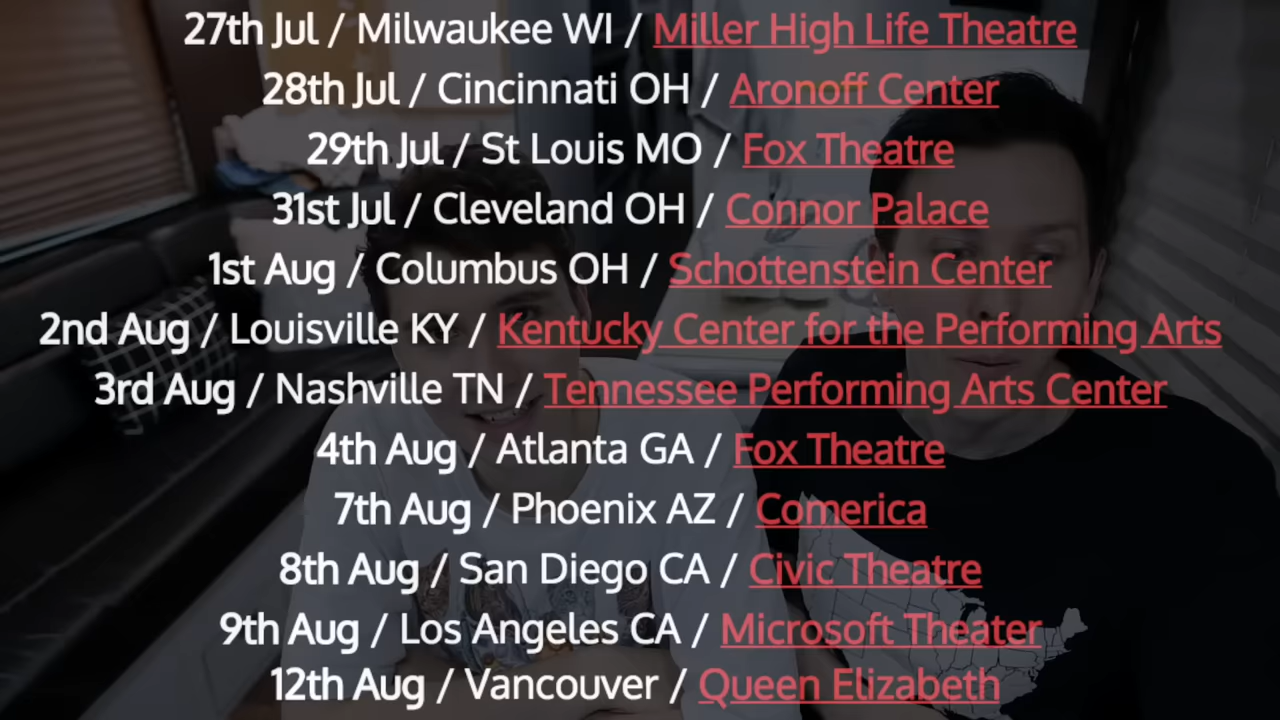 27th Jul / Milwaukee WI / Miller High Life Theatre
28th Jul / Cincinnati OH / Aronoff Center
29th Jul / St Louis MO / Fox Theatre
31st Jul / Cleveland OH / Connor Palace
1st Aug / Columbus OH / Schottenstein Center
2nd Aug / Louisville KY / Kentucky Center for the Performing Arts
3rd Aug / Nashville TN / Tennessee Performing Arts Center
4th Aug / Atlanta GA / Fox Theatre
7th Aug / Phoenix AZ / Comerica
8th Aug / San Diego CA / Civic Theatre
9th Aug / Los Angeles CA / Microsoft Theater
12th Aug / Vancouver / Queen Elizabeth